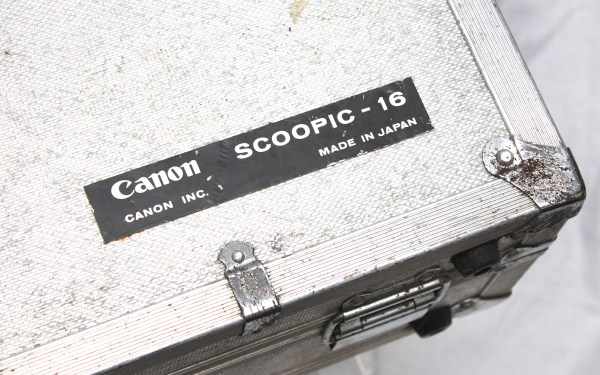 Canon SCOOPIC - 16
CANON INC. MADE IN JAPAN